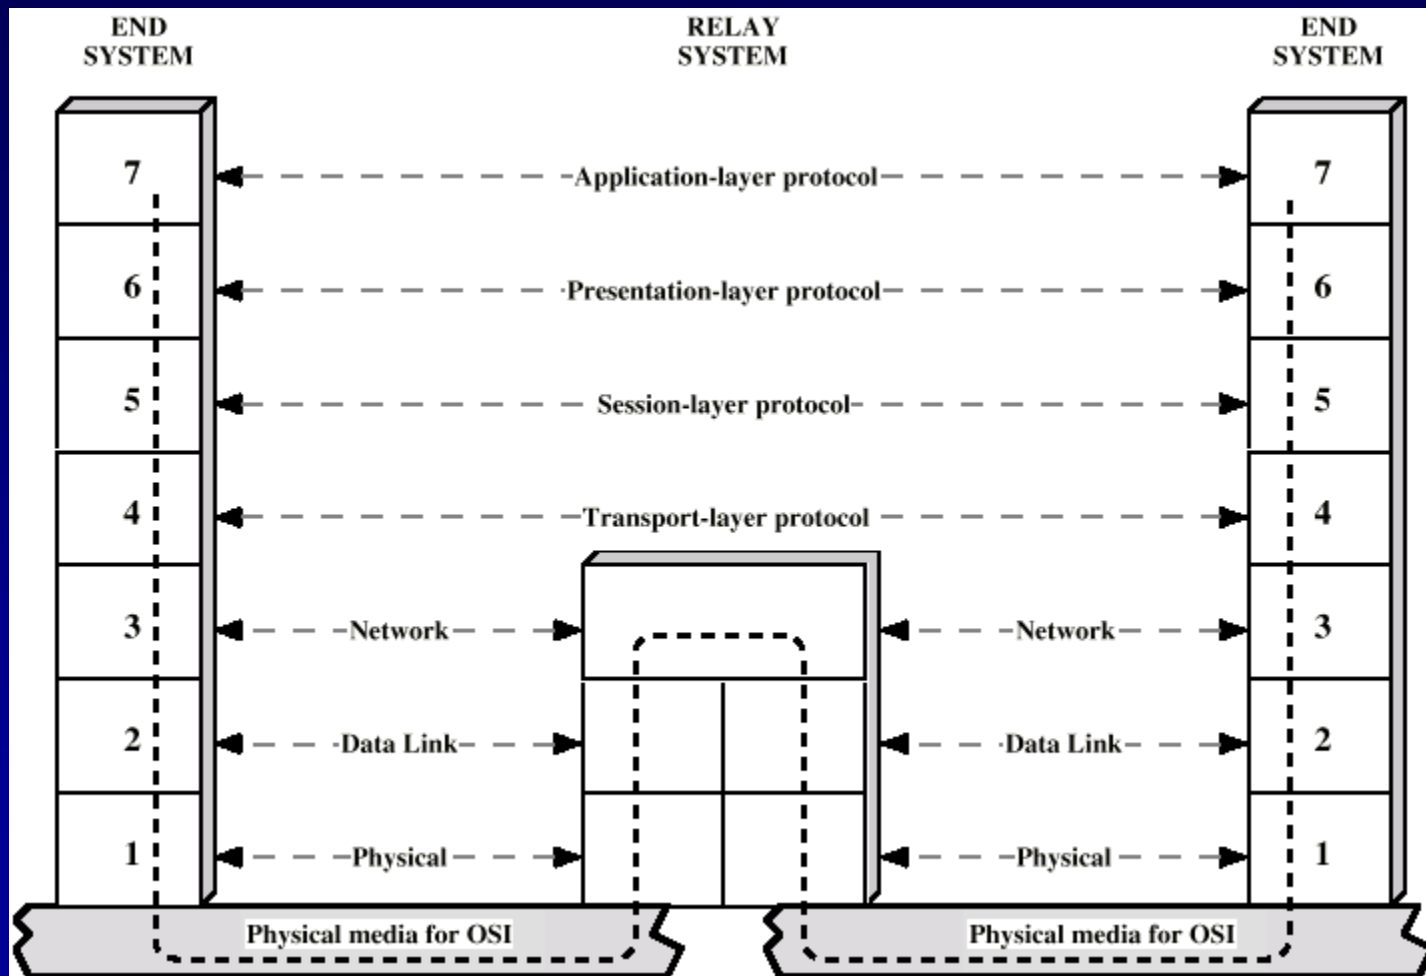 END
SYSTEM
RELAY
SYSTEM
END
SYSTEM
7
Application-layer protocol
7
6
Presentation-layer protocol
6
5
Session-layer protocol
5
4
Transport-layer protocol
4
3
Network
Network
3
2
Data Link
Data Link
2
1
Physical
Physical
1
Physical media for OSI
Physical media for OSI